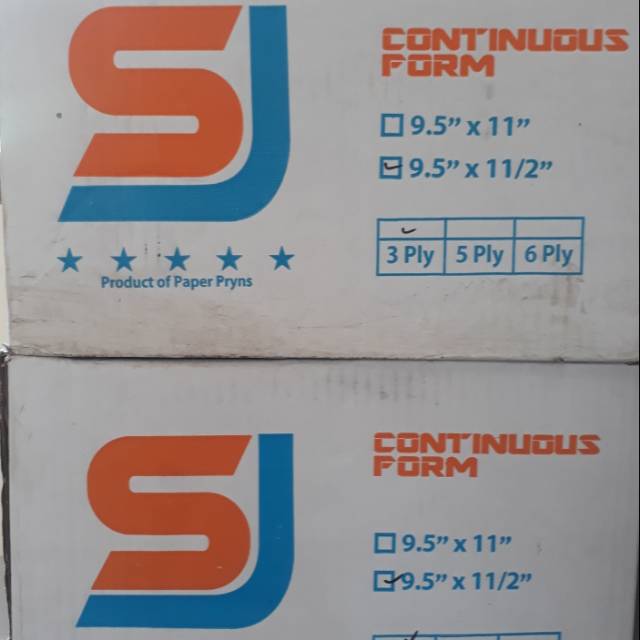 SJ
CONTINUOUS
FORM
9.5” x 11”
9.5” x 11/2”
3 Ply 5 Ply 6 Ply
Product of Paper Pryns
SJ
CONTINUOUS
FORM
9.5” x 11”
9.5” x 11/2”